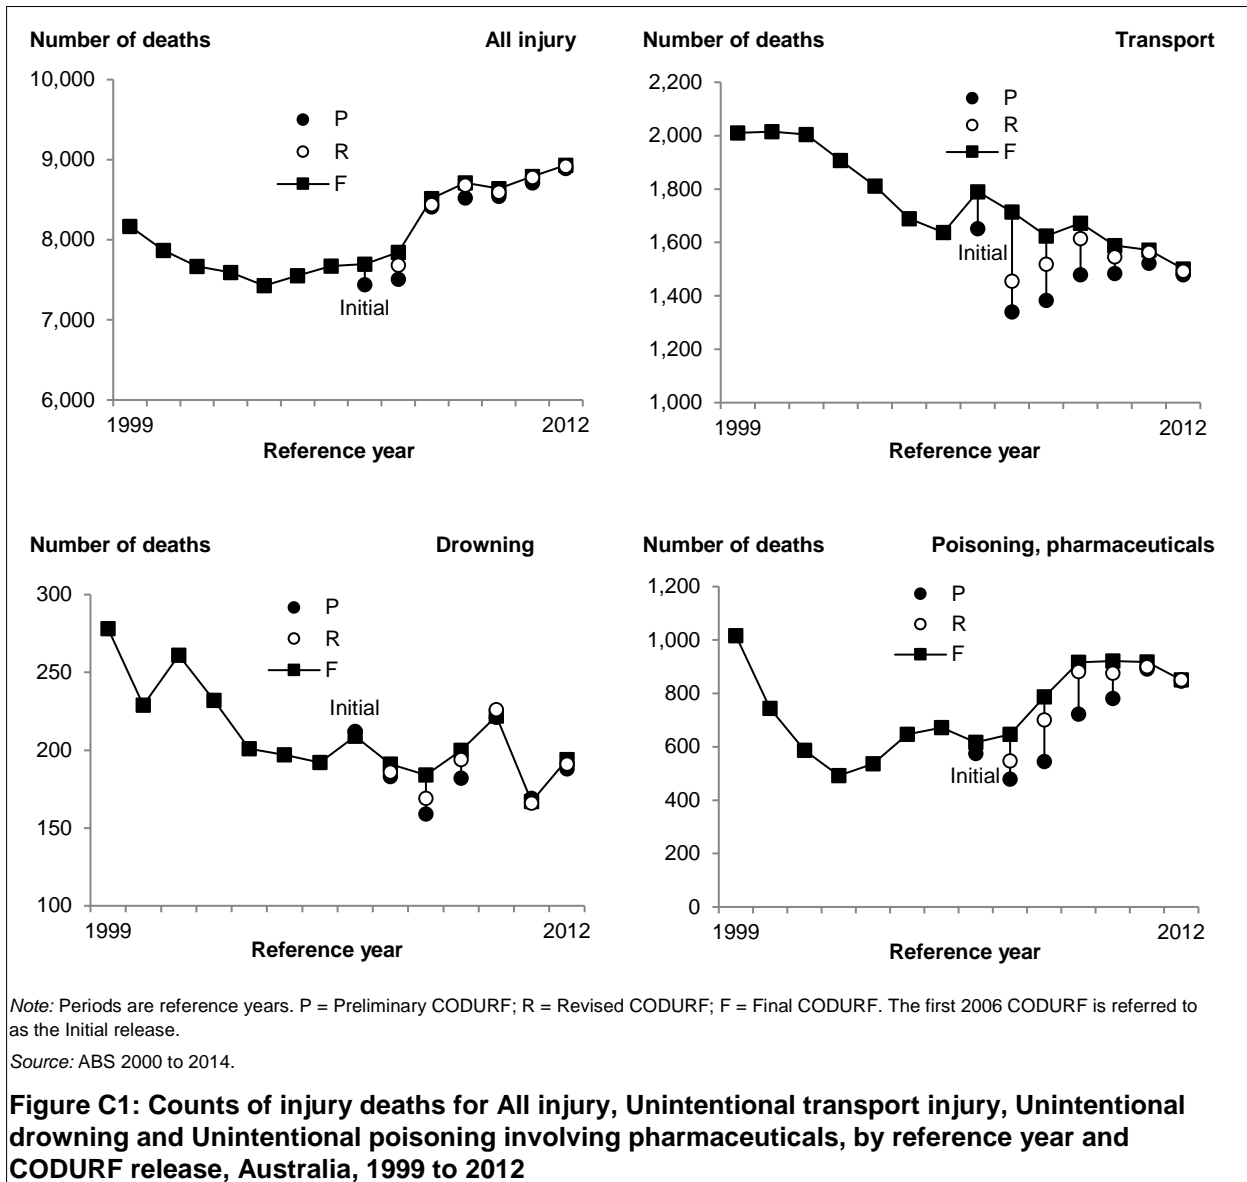 Number of deaths All injury
10,000
9,000
8,000
7,000
6,000
P
R
F
Initial
1999 2012
Reference year
Number of deaths Transport
2,200
2,000
1,800
1,600
1,400
1,200
1,000
P
R
F
Initial
1999 2012
Reference year
Number of deaths Drowning
300
250
200
150
100
P
R
F
Initial
1999 2012
Reference year
Number of deaths Poisoning, pharmaceuticals
1,200
1,000
800
600
400
200
0
P
R
F
Initial
1999 2012
Reference year
Note: Periods are reference years. P = Preliminary CODURF; R = Revised CODURF; F = Final CODURF. The first 2006 CODURF is referred to
as the Initial release.
Source: ABS 2000 to 2014.
Figure C1: Counts of injury deaths for All injury, Unintentional transport injury, Unintentional
drowning and Unintentional poisoning involving pharmaceuticals, by reference year and
CODURF release, Australia, 1999 to 2012